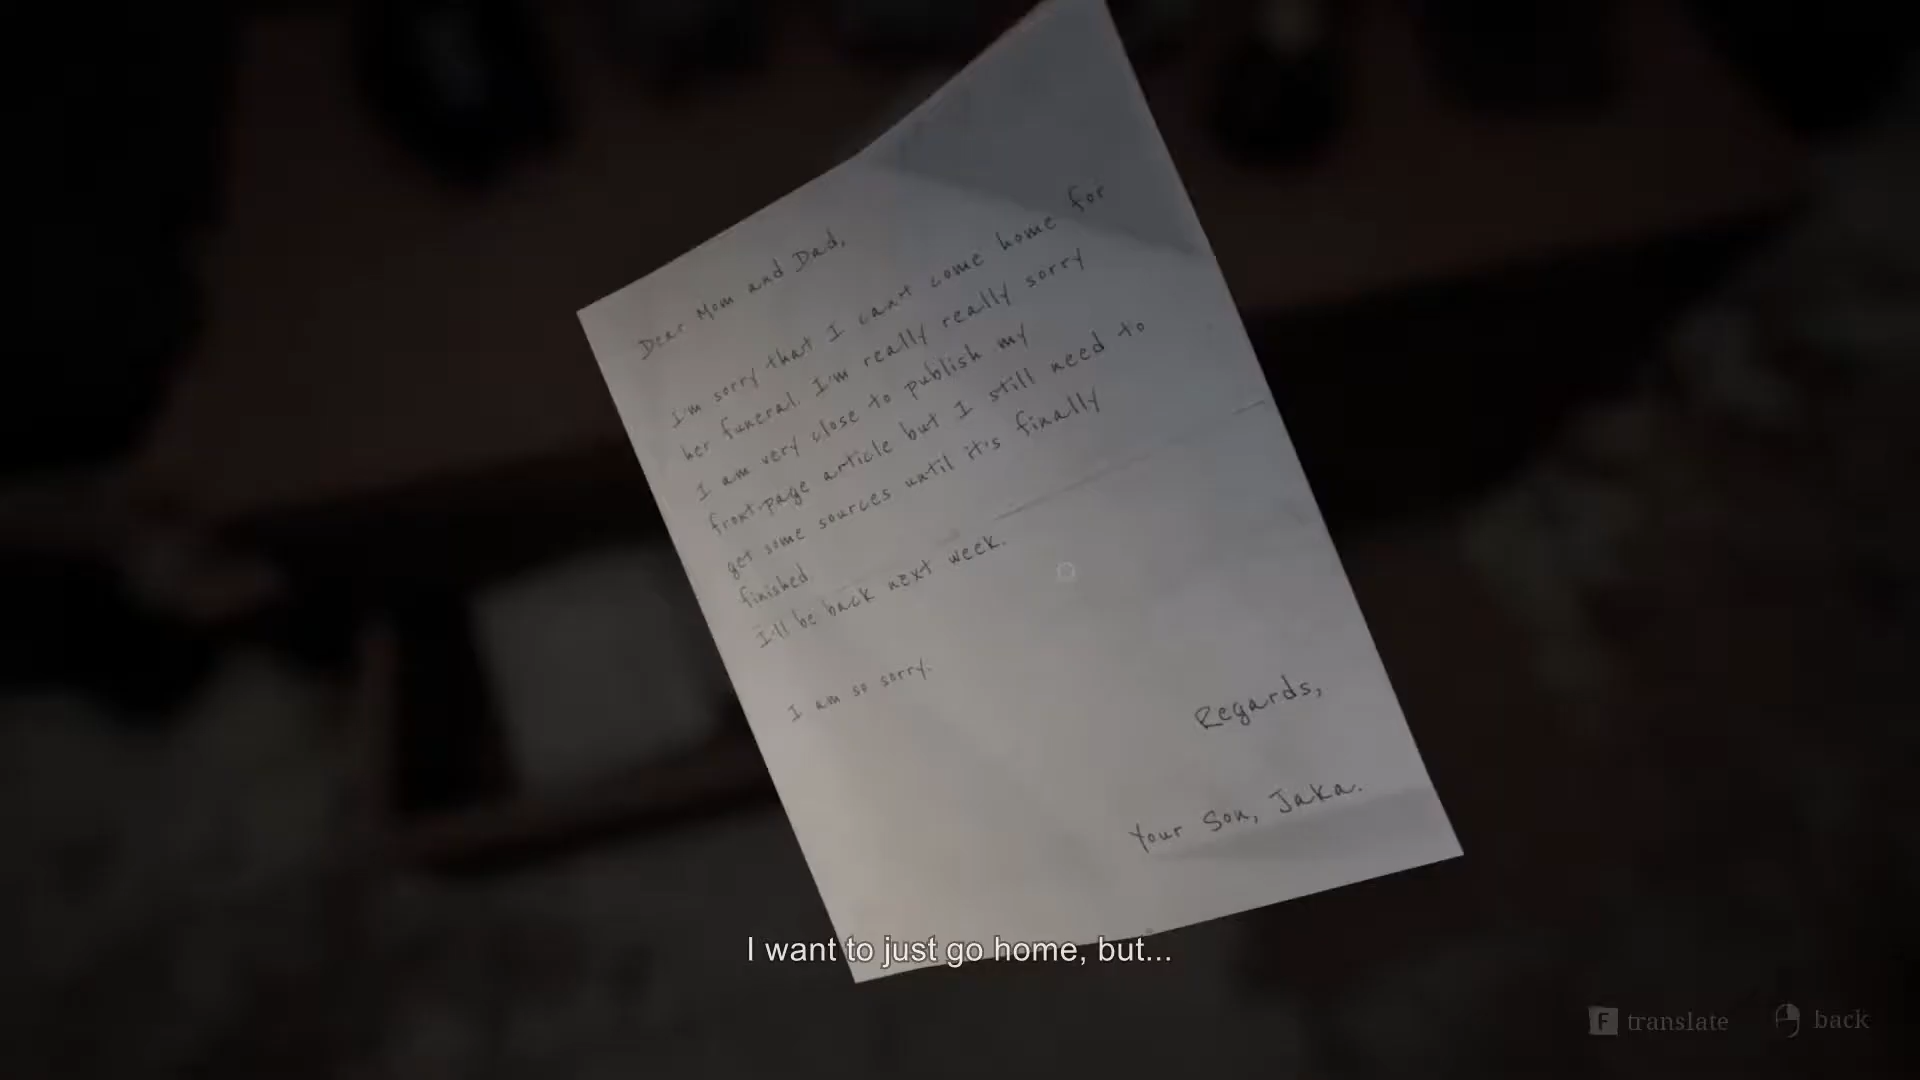 Dear Mom and Dad,
I'm sorry that I can't come home for
her funeral. I'm really really sorry
I am very close to publish my
front-page article but I still need to
get some sources until it's finally
finished
I'll be back next week.
I am so sorry.
Regards,
Your Son, Jaka.
I want to just go home, but...
F translate
back